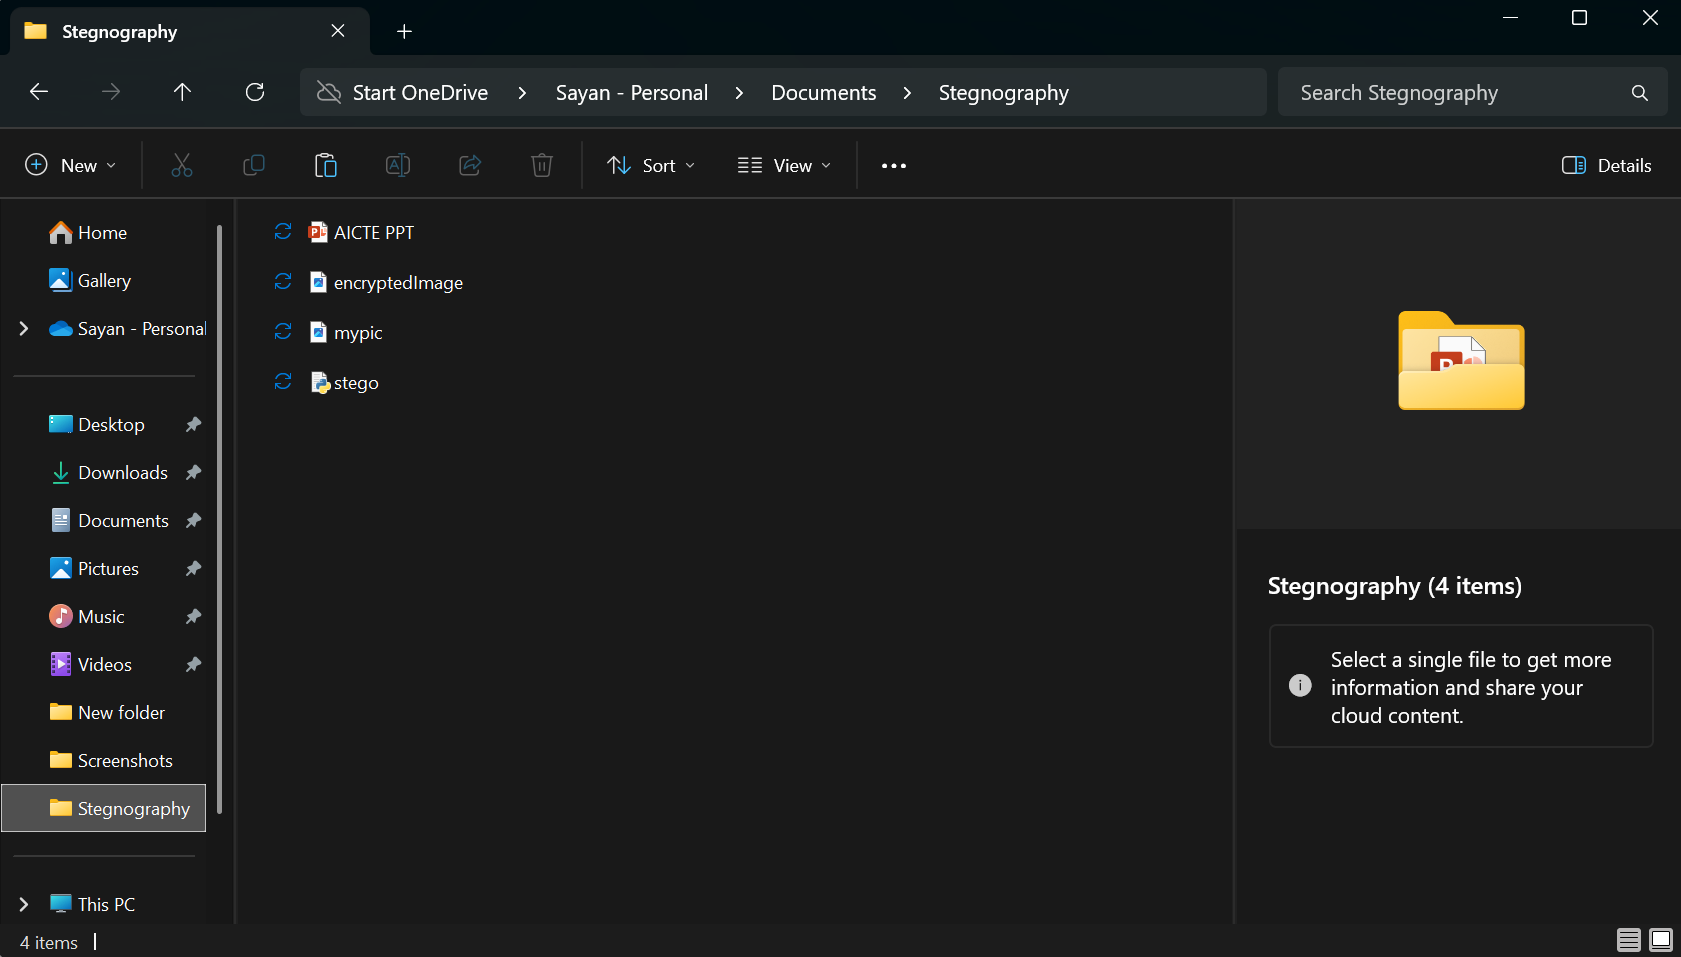 Stegnography
Start OneDrive > Sayan - Personal > Documents > Stegnography
Search Stegnography
New
Sort
View
Details
Home
Gallery
Sayan - Personal
Desktop
Downloads
Documents
Pictures
Music
Videos
New folder
Screenshots
Stegnography
This PC
AICTE PPT
encryptedImage
mypic
stego
Stegnography (4 items)
Select a single file to get more
information and share your
cloud content.
4 items